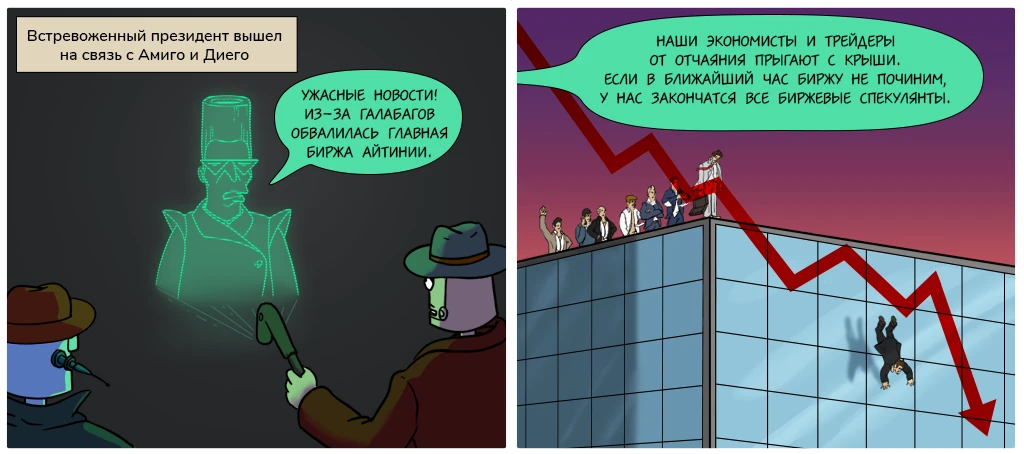 Встревоженный президент вышел
на связь с Амиго и Диего
УЖАСНЫЕ НОВОСТИ!
ИЗ-ЗА ГАЛАБАГОВ
ОБВАЛИЛАСЬ ГЛАВНАЯ
БИРЖА АЙТИНИИ.
НАШИ ЭКОНОМИСТЫ И ТРЕЙДЕРЫ
ОТ ОТЧАЯНИЯ ПРЫГАЮТ С КРЫШИ.
ЕСЛИ В БЛИЖАЙШИЙ ЧАС БИРЖУ НЕ ПОЧИНИМ,
У НАС ЗАКОНЧАТСЯ ВСЕ БИРЖЕВЫЕ СПЕКУЛЯНТЫ.